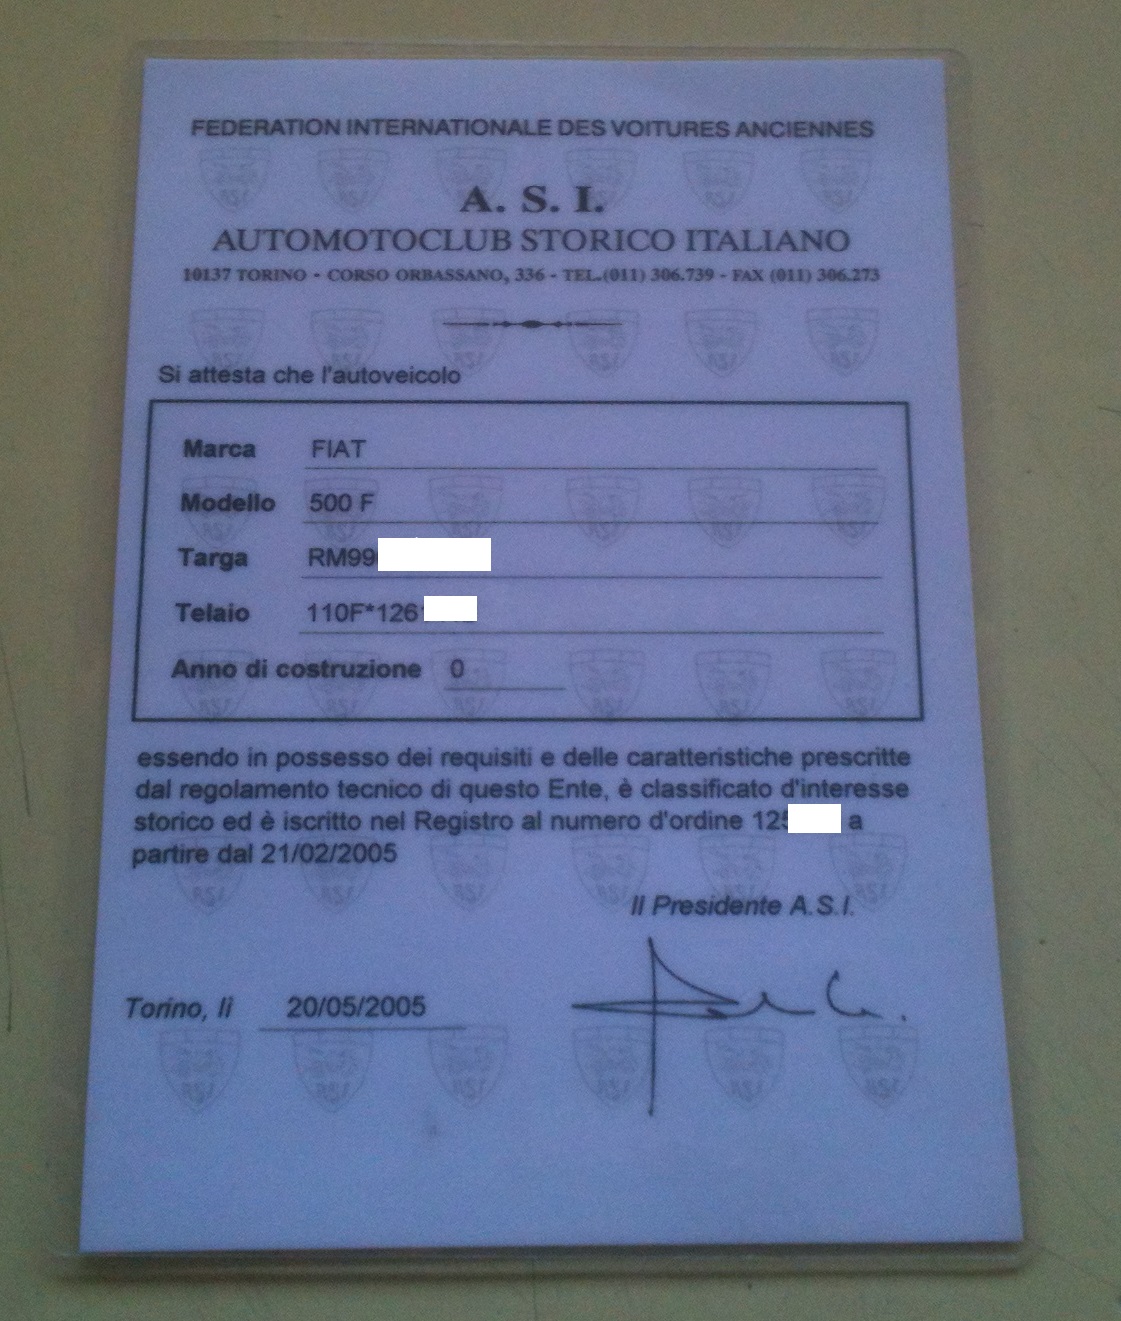 FEDERATION INTERNATIONALE DES VOITURES ANCIENNES
A. S. I.
AUTOMOTOCLUB STORICO ITALIANO
10137 TORINO - CORSO ORBASSANO, 336 - TEL.(011) 306.739 - FAX (011) 306.273
Si attesta che l'autoveicolo
Marca FIAT
Modello 500 F
Targa RM99
Telaio 110F*126
Anno di costruzione 0
essendo in possesso dei requisiti e delle caratteristiche prescritte
dal regolamento tecnico di questo Ente, è classificato d'interesse
storico ed è iscritto nel Registro al numero d'ordine 12 a
partire dal 21/02/2005
Il Presidente A.S.I.
Torino, lì 20/05/2005